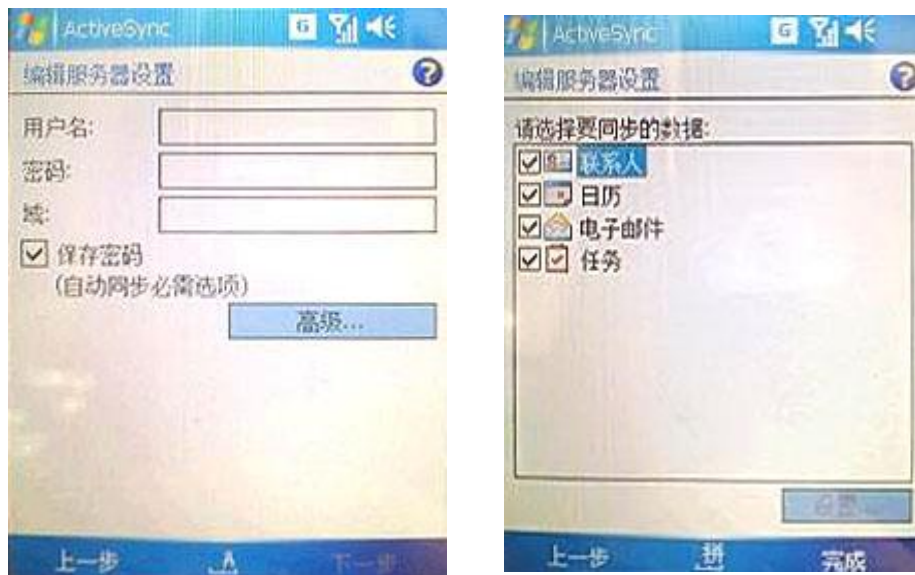 ActiveSync
G
编辑服务器设置
?
用户名:
密码:
域:
保存密码
(自动同步必需选项)
高级...
上一步
A
下一步
ActiveSync
G
编辑服务器设置
?
请选择要同步的数据:
联系人
日历
电子邮件
任务
设置...
上一步
拼
完成